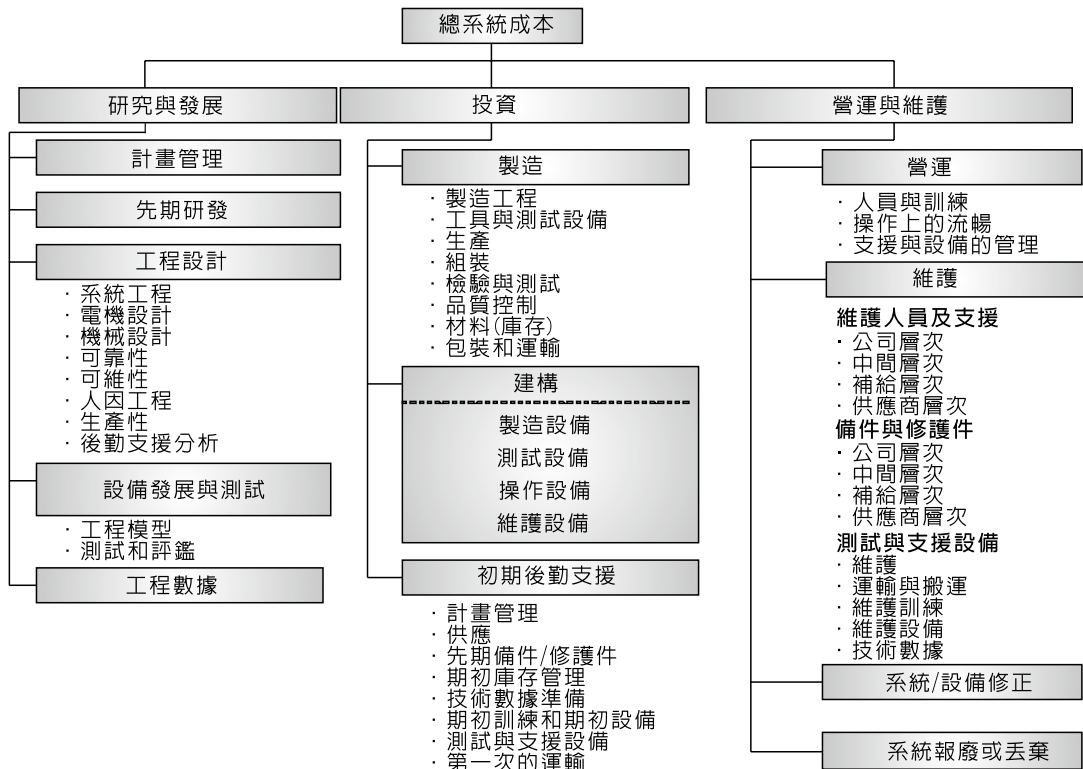 總系統成本
研究與發展
計畫管理
先期研發
工程設計
· 系統工程
· 電機設計
· 機械設計
· 可靠性
· 可維性
· 人因工程
· 生產性
· 後勤支援分析
設備發展與測試
· 工程模型
· 測試和評鑑
工程數據
投資
製造
· 製造工程
· 工具與測試設備
· 生產
· 組裝
· 檢驗與測試
· 品質控制
· 材料(庫存)
· 包裝和運輸
建構
製造設備
測試設備
操作設備
維護設備
初期後勤支援
· 計畫管理
· 供應
· 先期備件/修護件
· 期初庫存管理
· 技術數據準備
· 期初訓練和期初設備
· 測試與支援設備
· 第一次的運輸
營運與維護
營運
· 人員與訓練
· 操作上的流暢
· 支援與設備的管理
維護
維護人員及支援
· 公司層次
· 中間層次
· 補給層次
· 供應商層次
備件與修護件
· 公司層次
· 中間層次
· 補給層次
· 供應商層次
測試與支援設備
· 維護
· 運輸與搬運
· 維護訓練
· 維護設備
· 技術數據
系統/設備修正
系統報廢或丟棄